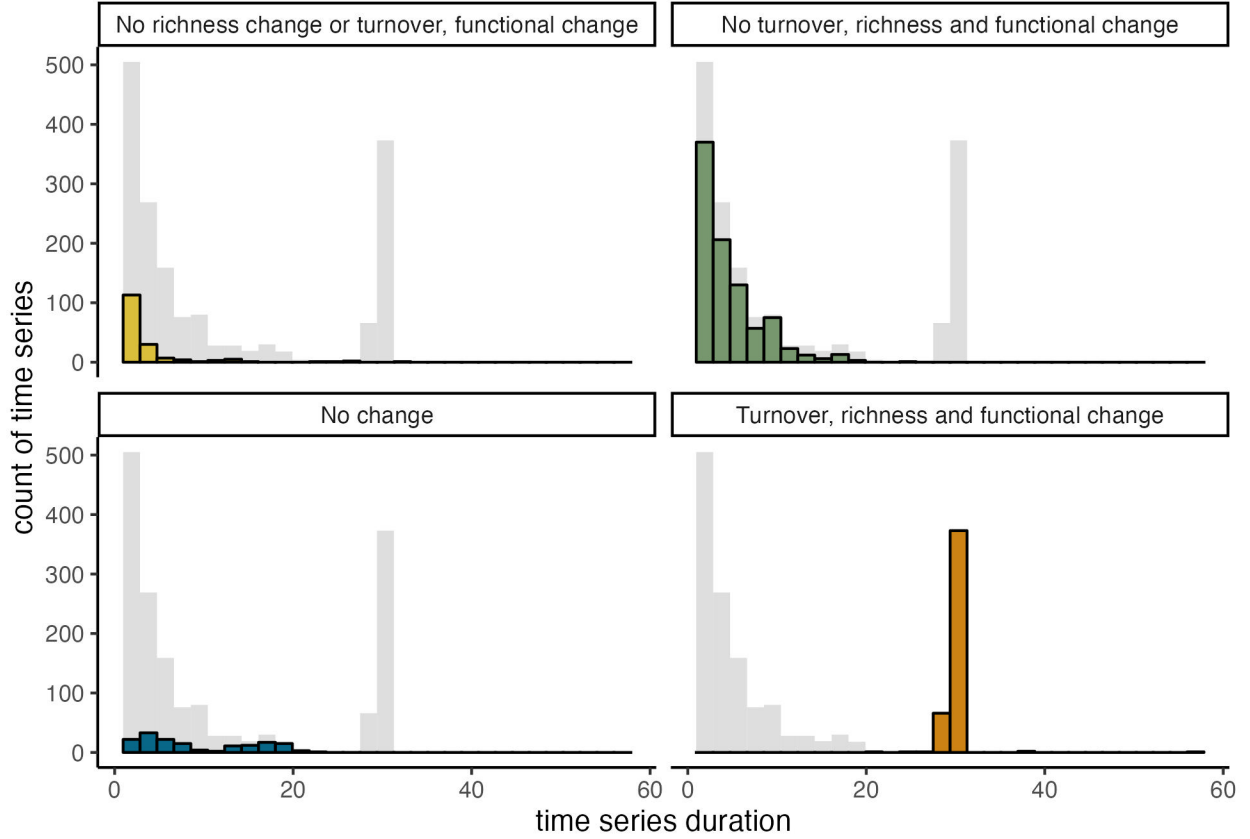 No richness change or turnover, functional change
No turnover, richness and functional change
500
400
300
200
100
0
No change
Turnover, richness and functional change
500
400
300
200
100
0
count of time series
0 20 40 60
0 20 40 60
time series duration